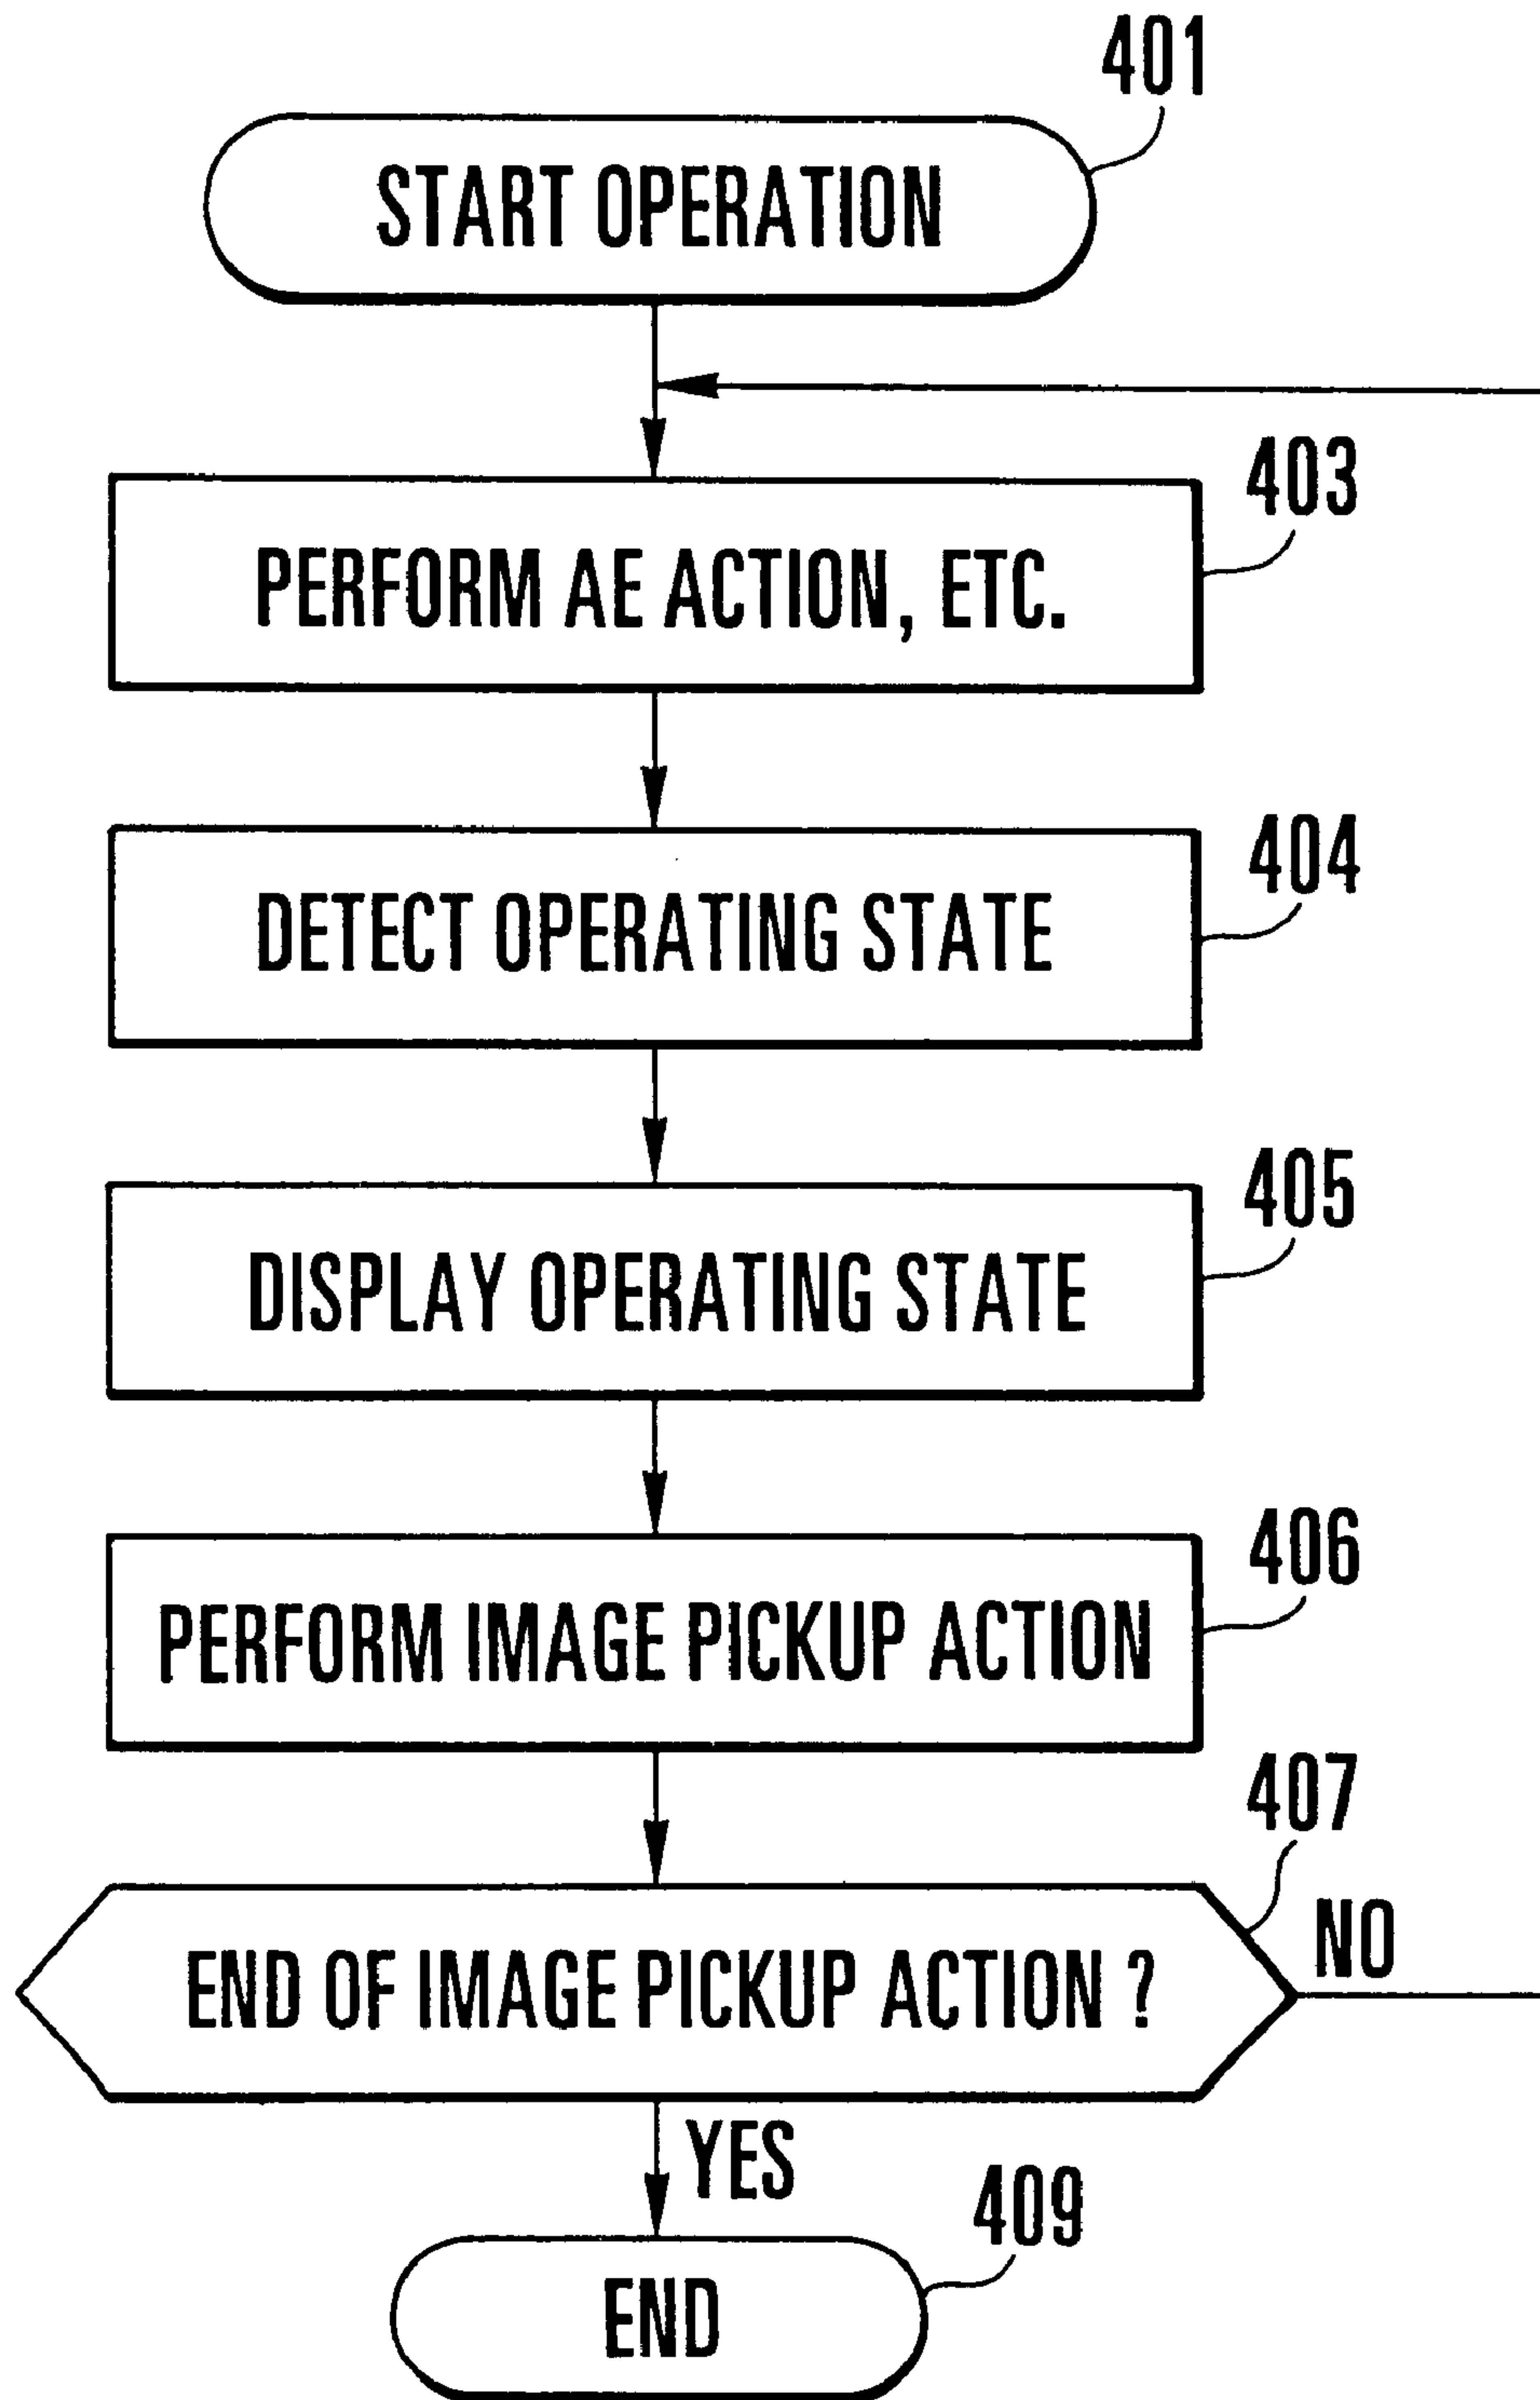 401
START OPERATION
403
PERFORM AE ACTION, ETC.
404
DETECT OPERATING STATE
405
DISPLAY OPERATING STATE
406
PERFORM IMAGE PICKUP ACTION
407
NO
END OF IMAGE PICKUP ACTION ?
YES
409
END